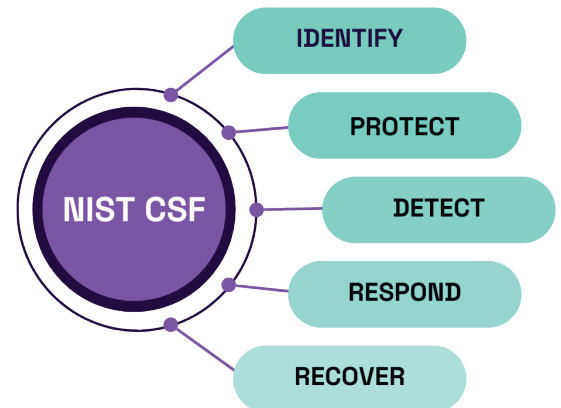 IDENTIFY
PROTECT
NIST CSF
DETECT
RESPOND
RECOVER